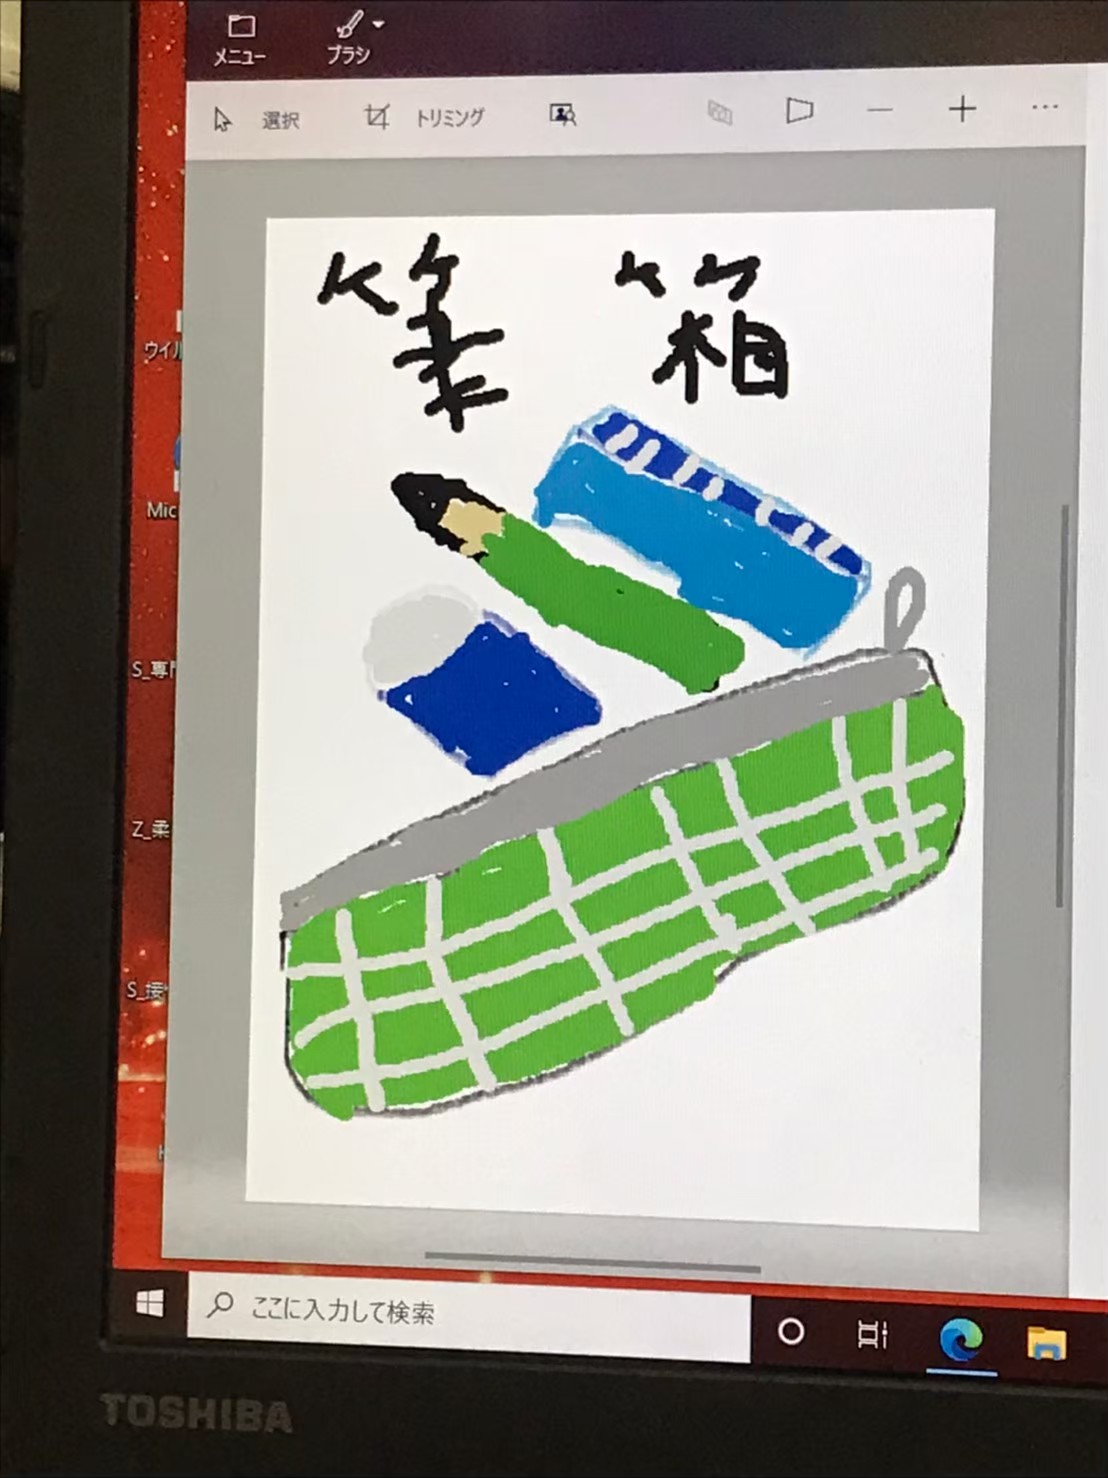 メニュー ブラシ
選択 トリミング
筆 箱
ウイル
Mic
S_専門
Z_柔
S_接
ここに入力して検索
TOSHIBA